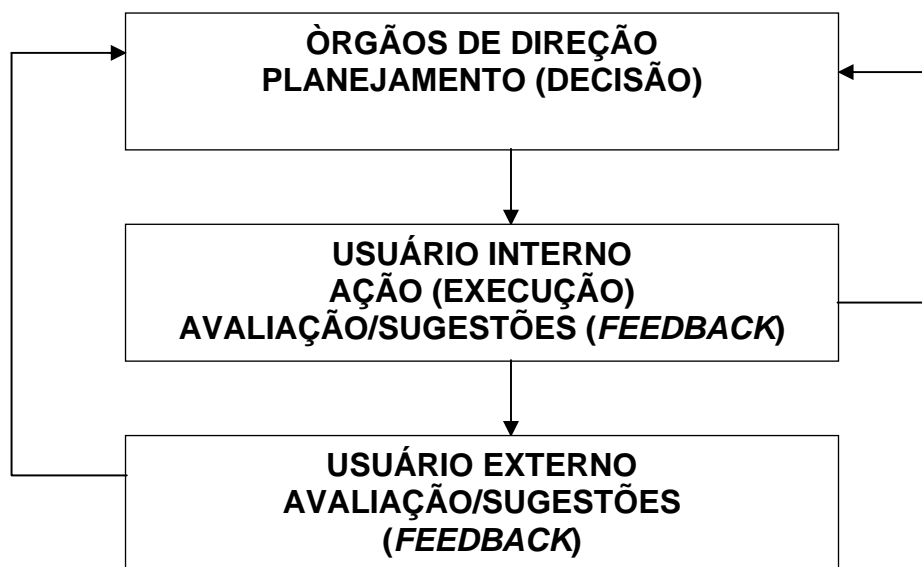 ÒRGÃOS DE DIREÇÃO
PLANEJAMENTO (DECISÃO)
USUÁRIO INTERNO
AÇÃO (EXECUÇÃO)
AVALIAÇÃO/SUGESTÕES (FEEDBACK)
USUÁRIO EXTERNO
AVALIAÇÃO/SUGESTÕES
(FEEDBACK)